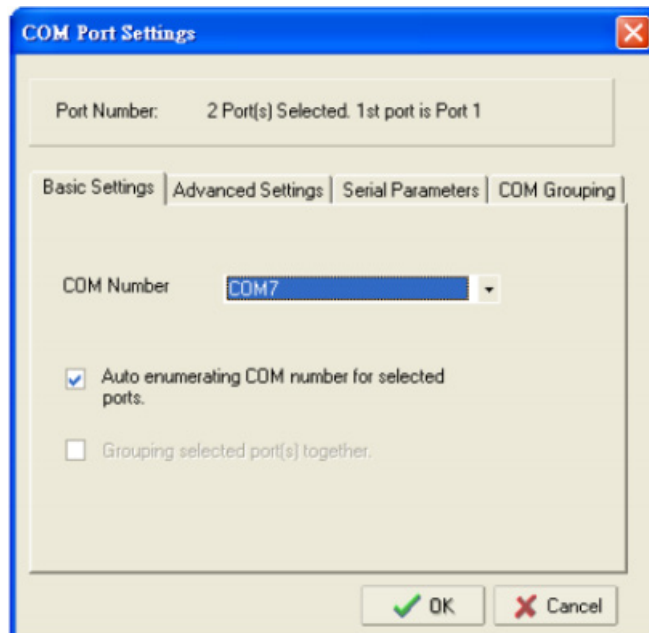 COM Port Settings
Port Number: 2 Port(s) Selected. 1st port is Port 1
Basic Settings Advanced Settings Serial Parameters COM Grouping
COM Number COM7
Auto enumerating COM number for selected
ports.
Grouping selected port(s) together.
OK Cancel